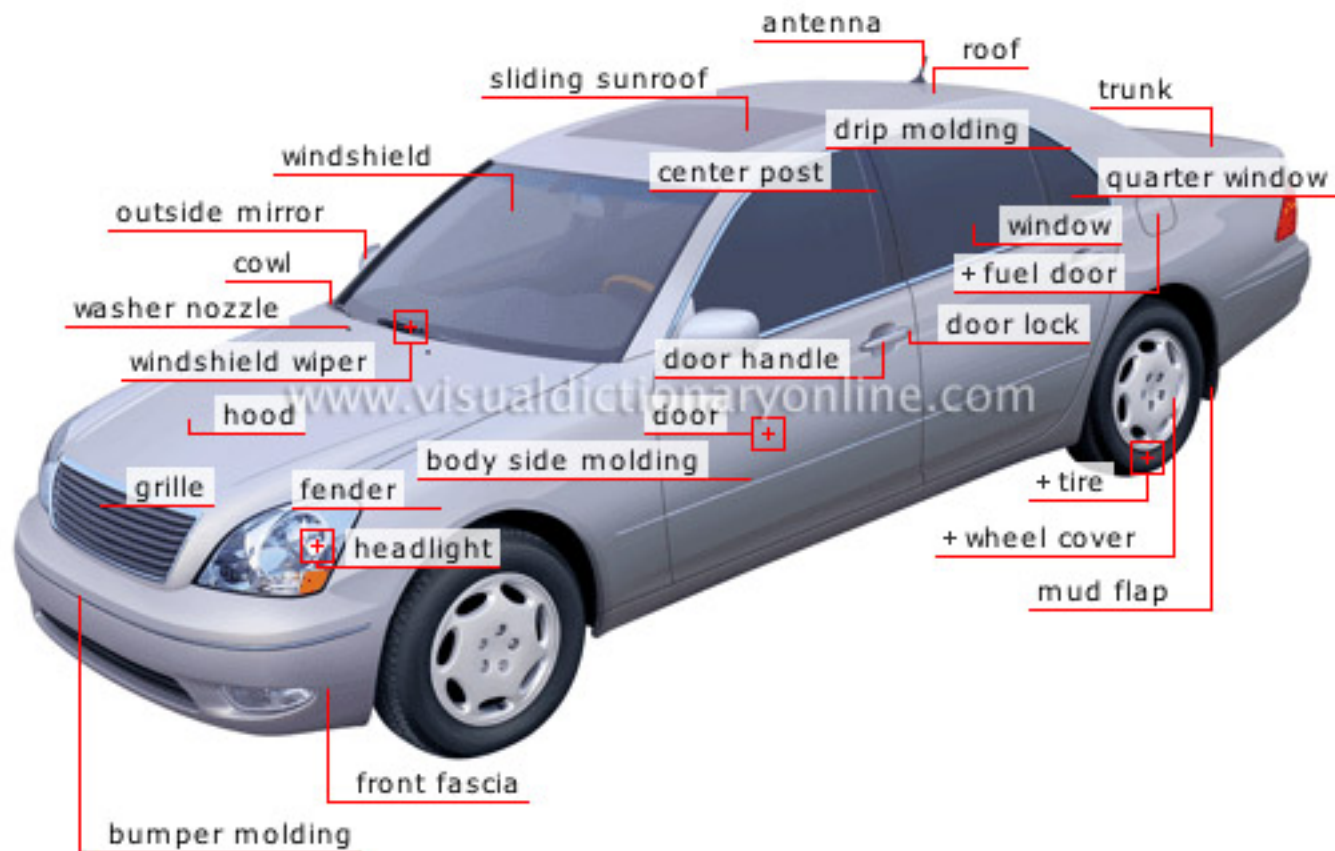 antenna
roof
sliding sunroof
trunk
drip molding
windshield
center post
quarter window
outside mirror
window
cowl
+ fuel door
washer nozzle
door lock
windshield wiper
door handle
www.visualdictionaryonline.com
hood
door
body side molding
grille
fender
+ tire
headlight
+ wheel cover
mud flap
front fascia
bumper molding